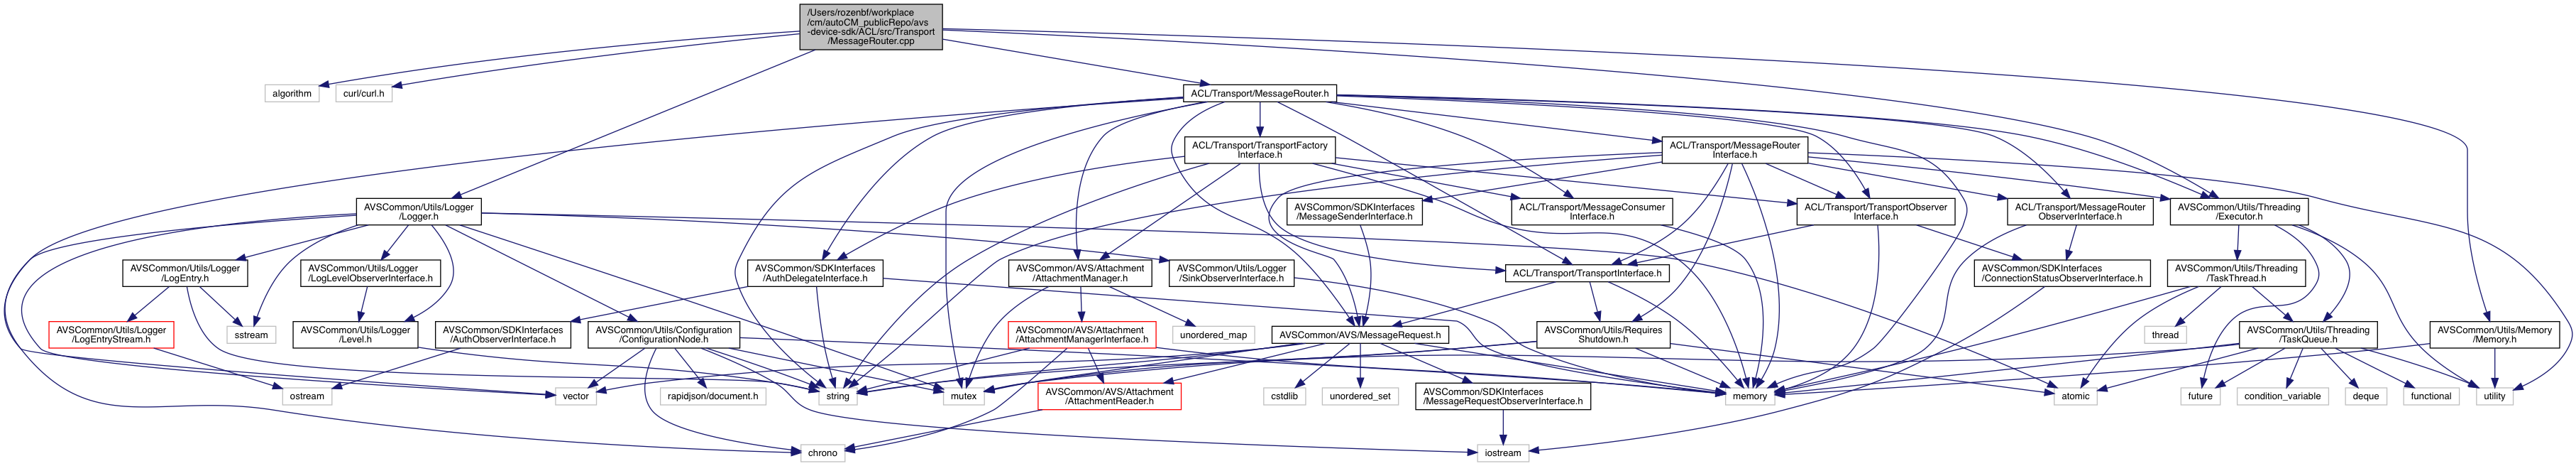 /Users/rozenbf/workplace
/cm/autoCM_publicRepo/avs
-device-sdk/ACL/src/Transport
/MessageRouter.cpp
algorithm
curl/curl.h
ACL/Transport/MessageRouter.h
ACL/Transport/TransportFactory
Interface.h
ACL/Transport/MessageRouter
Interface.h
AVSCommon/Utils/Logger
/Logger.h
AVSCommon/SDKInterfaces
/MessageSenderInterface.h
ACL/Transport/MessageConsumer
Interface.h
ACL/Transport/TransportObserver
Interface.h
ACL/Transport/MessageRouter
ObserverInterface.h
AVSCommon/Utils/Threading
/Executor.h
AVSCommon/Utils/Logger
/LogEntry.h
AVSCommon/Utils/Logger
/LogLevelObserverInterface.h
AVSCommon/SDKInterfaces
/AuthDelegateInterface.h
AVSCommon/AVS/Attachment
/AttachmentManager.h
AVSCommon/Utils/Logger
/SinkObserverInterface.h
ACL/Transport/TransportInterface.h
AVSCommon/SDKInterfaces
/ConnectionStatusObserverInterface.h
AVSCommon/Utils/Threading
/TaskThread.h
AVSCommon/Utils/Logger
/LogEntryStream.h
sstream
AVSCommon/Utils/Logger
/Level.h
AVSCommon/SDKInterfaces
/AuthObserverInterface.h
AVSCommon/Utils/Configuration
/ConfigurationNode.h
AVSCommon/AVS/Attachment
/AttachmentManagerInterface.h
unordered_map
AVSCommon/AVS/MessageRequest.h
AVSCommon/Utils/Requires
Shutdown.h
thread
AVSCommon/Utils/Threading
/TaskQueue.h
AVSCommon/Utils/Memory
/Memory.h
ostream
vector
rapidjson/document.h
string
mutex
AVSCommon/AVS/Attachment
/AttachmentReader.h
cstdlib
unordered_set
AVSCommon/SDKInterfaces
/MessageRequestObserverInterface.h
memory
atomic
future
condition_variable
deque
functional
utility
chrono
iostream